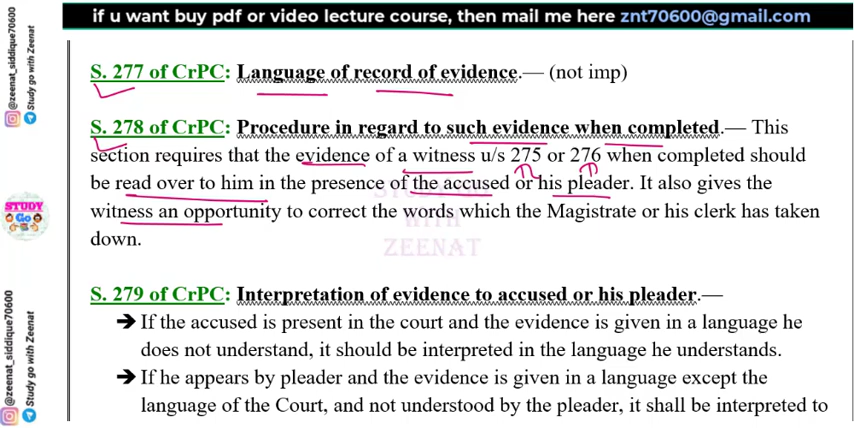 if u want buy pdf or video lecture course, then mail me here znt70600@gmail.com
@zeenat_siddique70600
Study go with Zeenat
S. 277 of CrPC: Language of record of evidence.— (not imp)
S. 278 of CrPC: Procedure in regard to such evidence when completed.— This
section requires that the evidence of a witness u/s 275 or 276 when completed should
be read over to him in the presence of the accused or his pleader. It also gives the
witness an opportunity to correct the words which the Magistrate or his clerk has taken
down.
STUDY
WITH
ZEENAT
STUDY
Go
S. 279 of CrPC: Interpretation of evidence to accused or his pleader.—
➔ If the accused is present in the court and the evidence is given in a language he
does not understand, it should be interpreted in the language he understands.
➔ If he appears by pleader and the evidence is given in a language except the
language of the Court, and not understood by the pleader, it shall be interpreted to
@zeenat_siddique70600
Study go with Zeenat